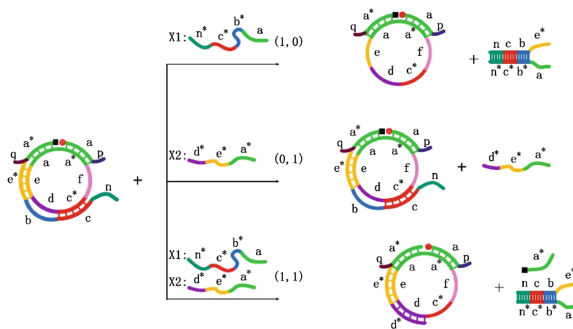 X1: n* c* b* a (1,0)
q a* a p
a a*
e f
d c*
+
n c b e*
n* c* b* a
q a* a p
a a*
e* e f n
d c*
b c
+
X2: d* e* a* (0,1)
q a* a p
a a*
e* e f n
d c*
b c
+
d* e* a*
X1: n* c* b* a
X2: d* e* a* (1,1)
q a* a p
a a*
e* e f
d c*
d*
+
a*
n c b e*
n* c* b* a